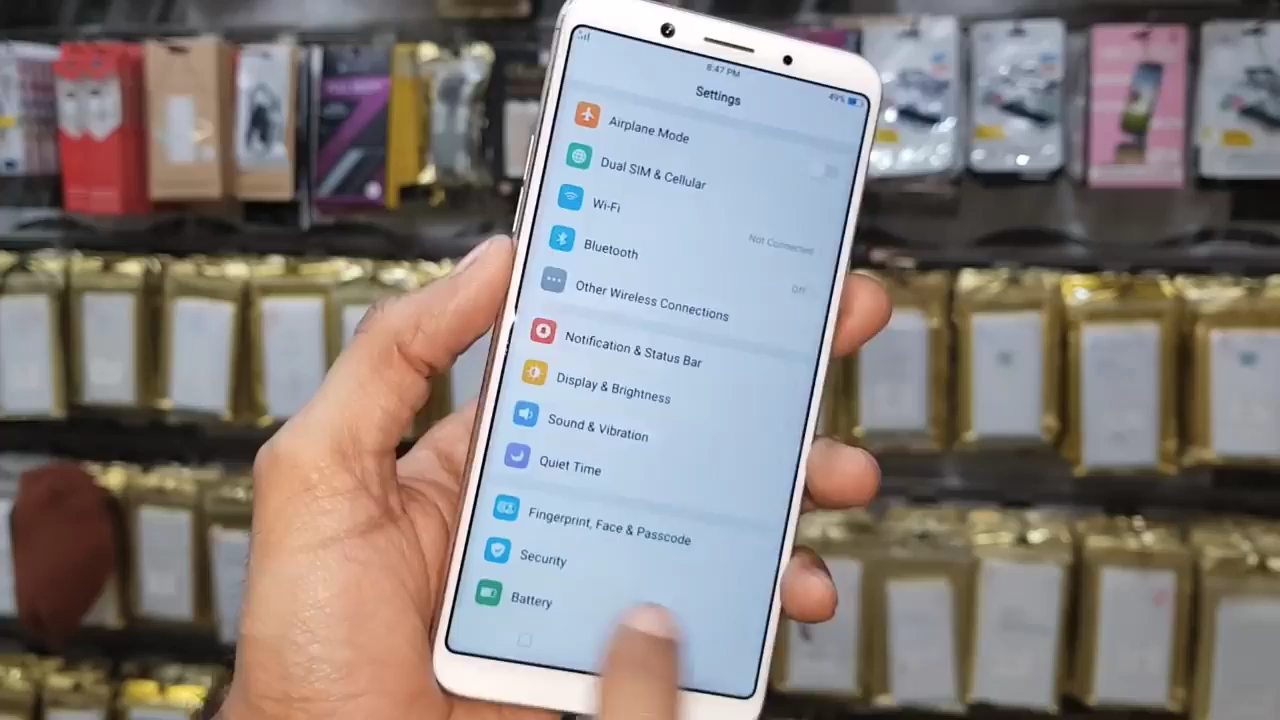 8:47 PM
49%
Settings
Airplane Mode
Dual SIM & Cellular
Wi-Fi
Not Connected
Bluetooth
Off
Other Wireless Connections
Notification & Status Bar
Display & Brightness
Sound & Vibration
Quiet Time
Fingerprint, Face & Passcode
Security
Battery